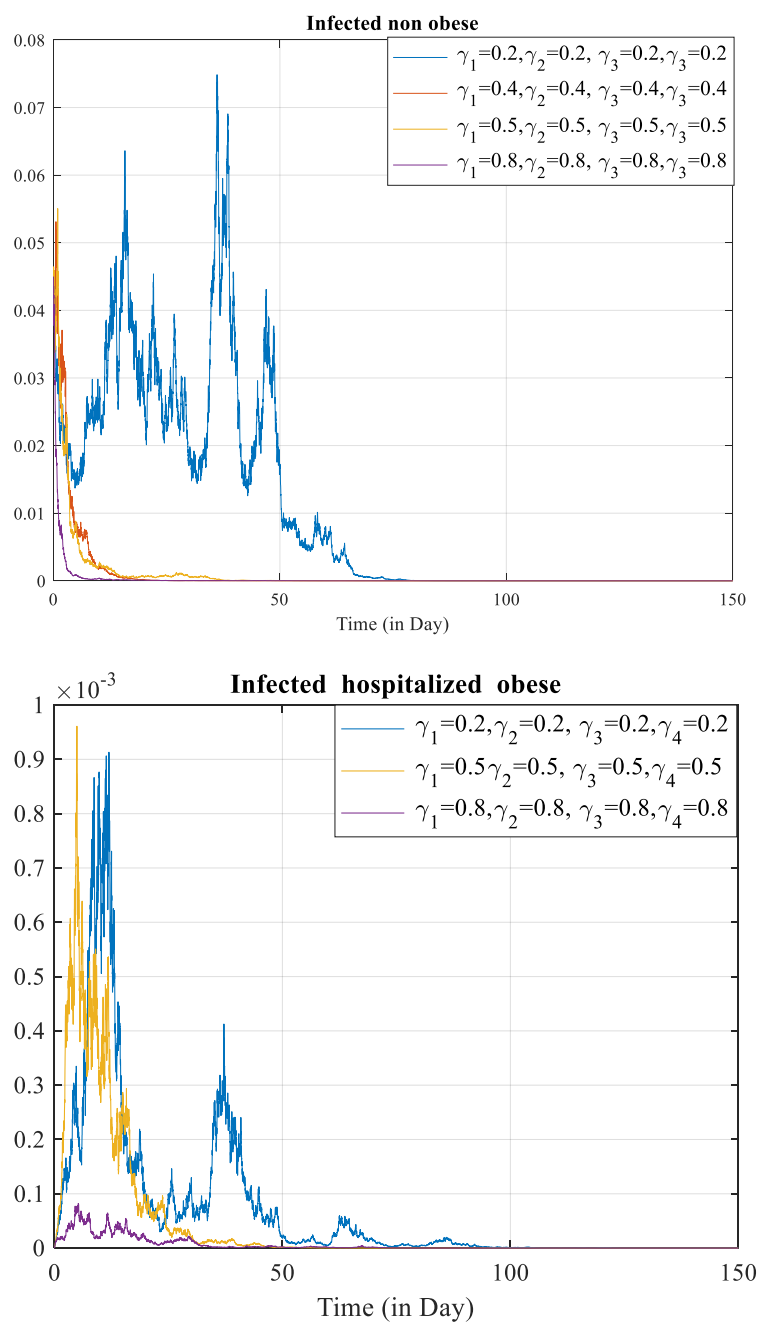 Infected non obese
γ1=0.2,γ2=0.2, γ3=0.2,γ3=0.2
γ1=0.4,γ2=0.4, γ3=0.4,γ3=0.4
γ1=0.5,γ2=0.5, γ3=0.5,γ3=0.5
γ1=0.8,γ2=0.8, γ3=0.8,γ3=0.8
0.08
0.07
0.06
0.05
0.04
0.03
0.02
0.01
0
0 50 100 150
Time (in Day)
Infected hospitalized obese
×10-3
γ1=0.2,γ2=0.2, γ3=0.2,γ4=0.2
γ1=0.5γ2=0.5, γ3=0.5,γ4=0.5
γ1=0.8,γ2=0.8, γ3=0.8,γ4=0.8
1
0.9
0.8
0.7
0.6
0.5
0.4
0.3
0.2
0.1
0
0 50 100 150
Time (in Day)